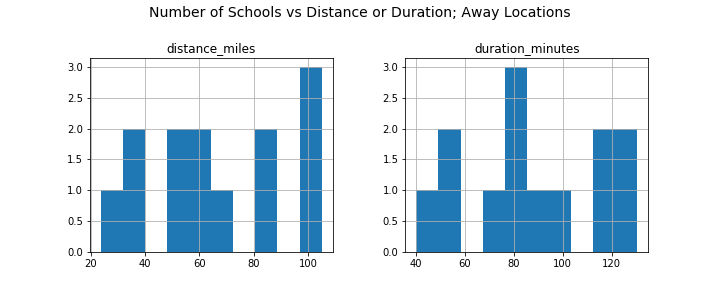 Number of Schools vs Distance or Duration; Away Locations
distance_miles
3.0
2.5
2.0
1.5
1.0
0.5
0.0
20 40 60 80 100
duration_minutes
3.0
2.5
2.0
1.5
1.0
0.5
0.0
40 60 80 100 120